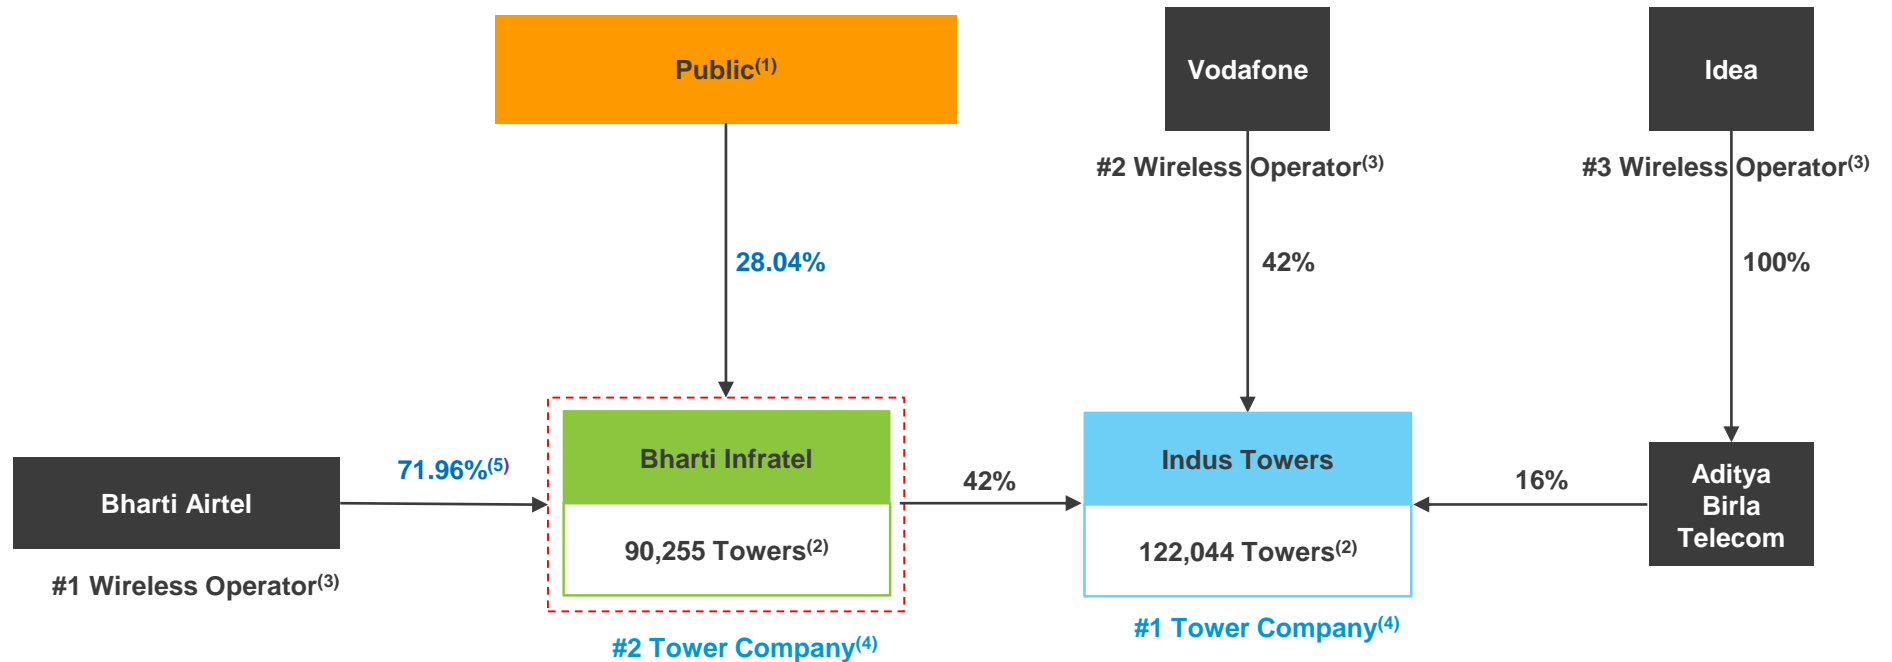 Public(1)
Vodafone
Idea
#2 Wireless Operator(3)
#3 Wireless Operator(3)
28.04%
42%
100%
Bharti Airtel
#1 Wireless Operator(3)
71.96%(5)
Bharti Infratel
90,255 Towers(2)
#2 Tower Company(4)
42%
Indus Towers
122,044 Towers(2)
#1 Tower Company(4)
16%
Aditya
Birla
Telecom